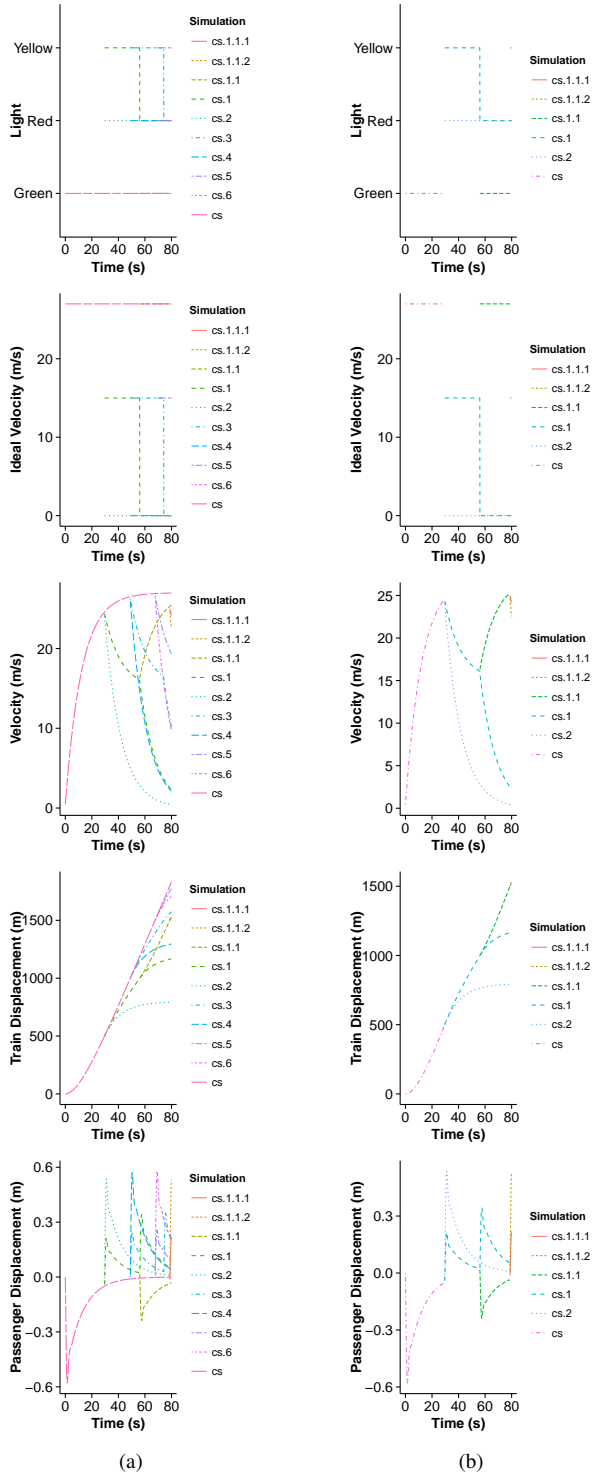 Simulation
Yellow
cs.1.1.1
cs.1.1.2
cs.1.1
cs.1
Red
cs.2
cs.3
cs.4
cs.5
Green
cs.6
cs
Light
0 20 40 60 80
Time (s)
Simulation
Yellow
cs.1.1.1
cs.1.1.2
Red
cs.1.1
cs.1
cs.2
Green
cs
Light
0 20 40 60 80
Time (s)
Simulation
cs.1.1.1
20
cs.1.1.2
cs.1.1
cs.1
10
cs.2
cs.3
cs.4
cs.5
cs.6
0
cs
Ideal Velocity (m/s)
0 20 40 60 80
Time (s)
20
Simulation
cs.1.1.1
cs.1.1.2
10
cs.1.1
cs.1
cs.2
0
cs
Ideal Velocity (m/s)
0 20 40 60 80
Time (s)
Simulation
cs.1.1.1
20
cs.1.1.2
cs.1.1
cs.1
10
cs.2
cs.3
cs.4
cs.5
cs.6
0
cs
Velocity (m/s)
0 20 40 60 80
Time (s)
25
20
Simulation
15
cs.1.1.1
cs.1.1.2
10
cs.1.1
cs.1
5
cs.2
0
cs
Velocity (m/s)
0 20 40 60 80
Time (s)
Simulation
1500
cs.1.1.1
cs.1.1.2
cs.1.1
1000
cs.1
cs.2
cs.3
500
cs.4
cs.5
cs.6
0
cs
Train Displacement (m)
0 20 40 60 80
Time (s)
1500
Simulation
1000
cs.1.1.1
cs.1.1.2
500
cs.1.1
cs.1
cs.2
0
cs
Train Displacement (m)
0 20 40 60 80
Time (s)
0.6
Simulation
cs.1.1.1
0.3
cs.1.1.2
cs.1.1
cs.1
0.0
cs.2
cs.3
−0.3
cs.4
cs.5
cs.6
−0.6
cs
Passenger Displacement (m)
0 20 40 60 80
Time (s)
0.3
Simulation
0.0
cs.1.1.1
cs.1.1.2
cs.1.1
−0.3
cs.1
cs.2
−0.6
cs
Passenger Displacement (m)
0 20 40 60 80
Time (s)
(a)
(b)